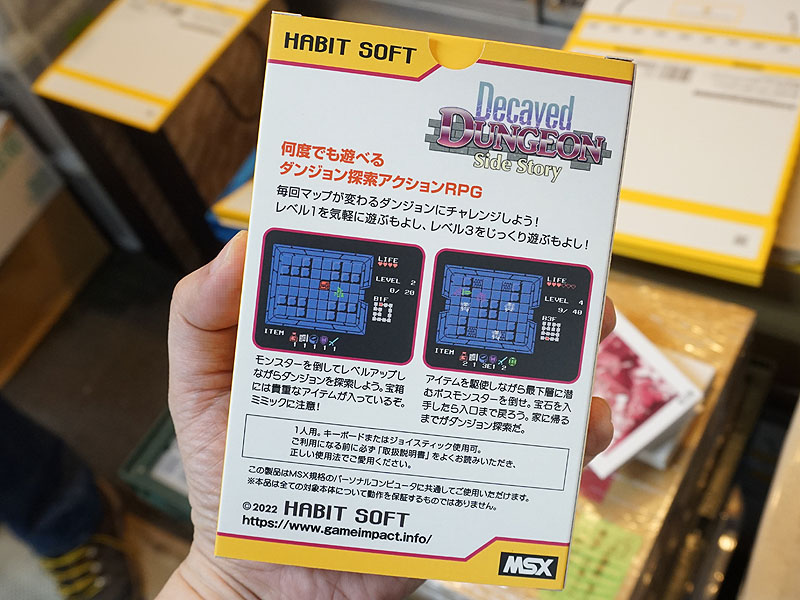 HABIT SOFT
Decayed
DUNGEON
Side Story
何度でも遊べる
ダンジョン探索アクションRPG
毎回マップが変わるダンジョンにチャレンジしよう!
レベル1を気軽に遊ぶもよし、レベル3をじっくり遊ぶもよし!
LIFE
LEVEL 2
0/ 20
B1F
ITEM
1 1 1 1 1
LIFE
LEVEL 4
9/ 40
B3F
ITEM
2 1 3E1 2
モンスターを倒してレベルアップし
ながらダンジョンを探索しよう。宝箱
には貴重なアイテムが入っているぞ。
ミミックに注意!
アイテムを駆使しながら最下層に潜
むボスモンスターを倒せ。宝石を入
手したら入口まで戻ろう。家に帰る
までがダンジョン探索だ。
1人用。キーボードまたはジョイスティック使用可。
ご利用になる前に必ず「取扱説明書」をよくお読みいただき、
正しい使用法でご愛用ください。
この製品はMSX規格のパーソナルコンピュータに共通してご使用いただけます。
※本品は全ての対象本体について動作を保証するものではありません。
©2022 HABIT SOFT
https://www.gameimpact.info/
MSX